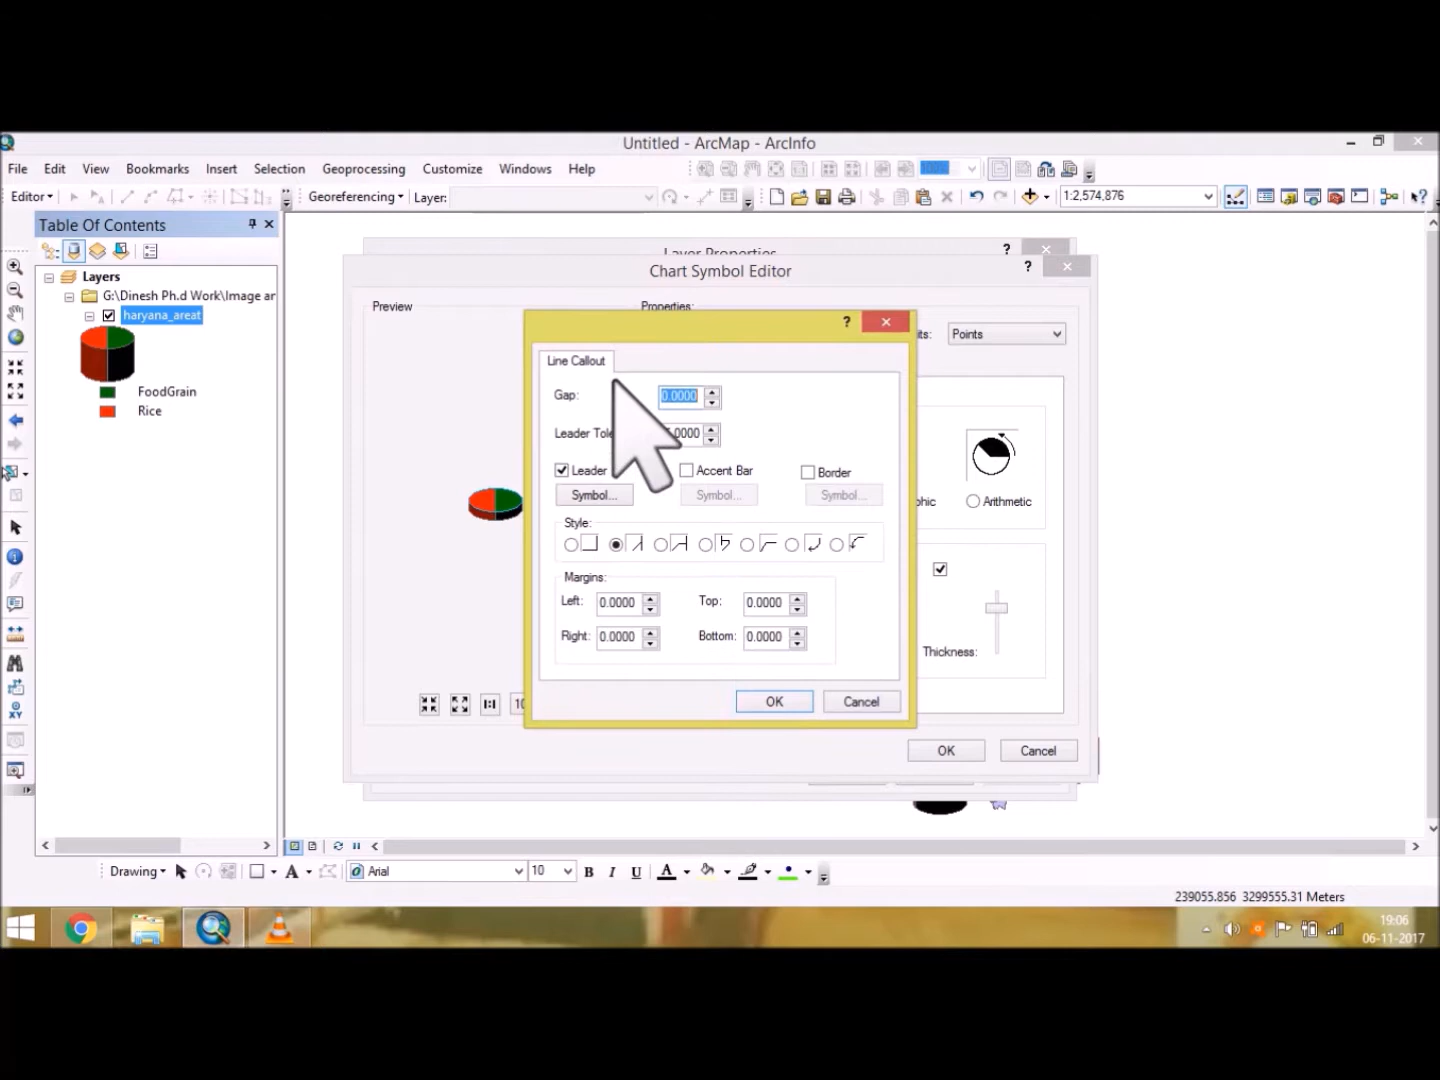 Untitled - ArcMap - ArcInfo
File Edit View Bookmarks Insert Selection Geoprocessing Customize Windows Help
Editor Georeferencing Layer: 1:2,574,876
Table Of Contents
Layers
G:\Dinesh Ph.d Work\Image ar
haryana_areat
FoodGrain
Rice
Layer Properties
Chart Symbol Editor
Preview
Properties:
Points
Line Callout
Gap: 0.0000
Leader
Leader Accent Bar Border
Symbol... Symbol... Symbol...
Style:
Margins:
Left: 0.0000 Top: 0.0000
Right: 0.0000 Bottom: 0.0000
OK Cancel
Arithmetic
Thickness:
1:1
OK Cancel
Drawing Arial 10 B I U A
239055.856 3299555.31 Meters
19:06
06-11-2017